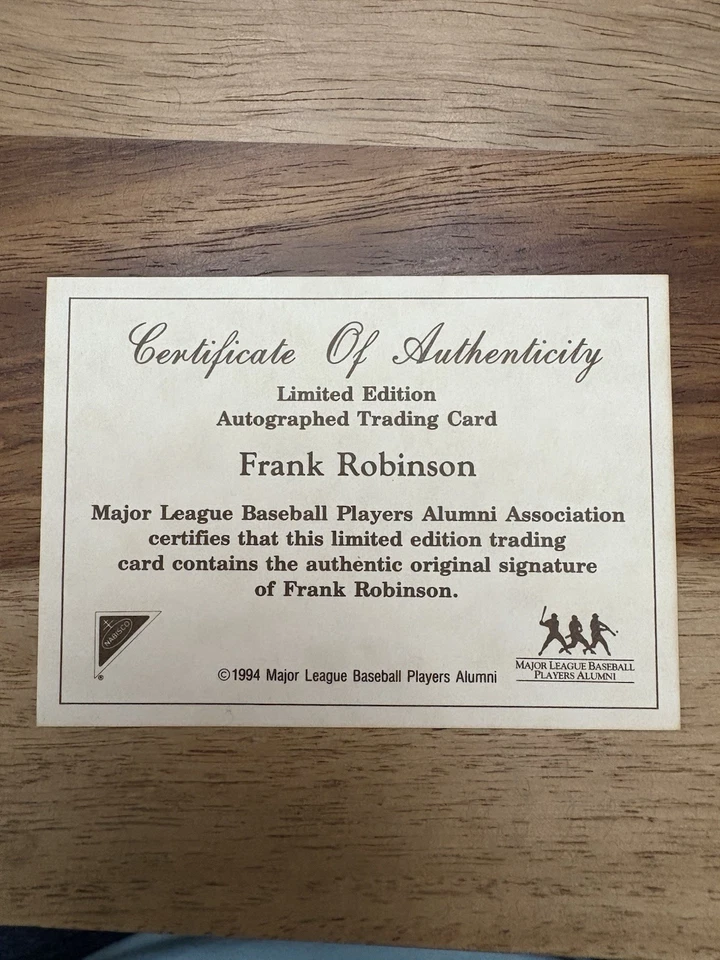 Certificate Of Authenticity
Limited Edition
Autographed Trading Card
Frank Robinson
Major League Baseball Players Alumni Association
certifies that this limited edition trading
card contains the authentic original signature
of Frank Robinson.
NABISCO
®
©1994 Major League Baseball Players Alumni
MAJOR LEAGUE BASEBALL
PLAYERS ALUMNI